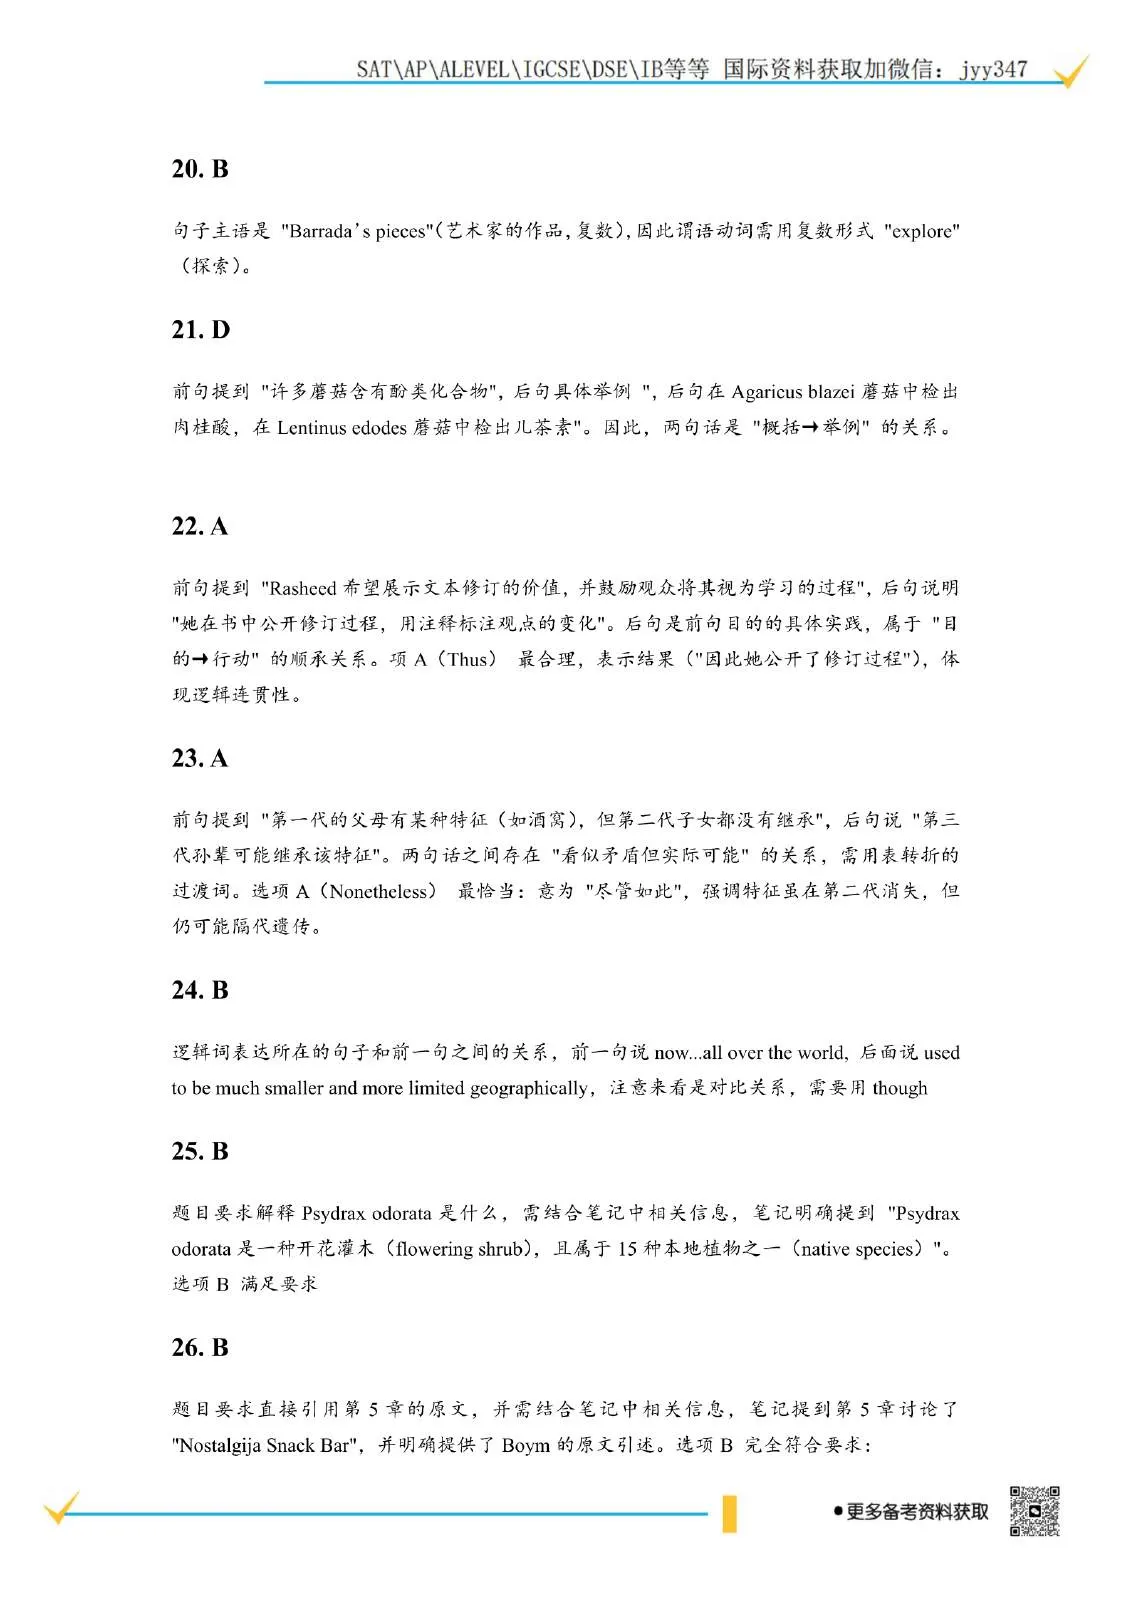 SAT\AP\ALEVEL\IGCSE\DSE\IB等等 国际资料获取加微信：jyy347
20. B
句子主语是 "Barrada’s pieces"（艺术家的作品，复数），因此谓语动词需用复数形式 "explore"
（探索）。
21. D
前句提到 "许多蘑菇含有酚类化合物"，后句具体举例 "，后句在 Agaricus blazei 蘑菇中检出
肉桂酸，在 Lentinus edodes 蘑菇中检出儿茶素"。因此，两句话是 "概括→举例" 的关系。
22. A
前句提到 "Rasheed 希望展示文本修订的价值，并鼓励观众将其视为学习的过程"，后句说明
"她在书中公开修订过程，用注释标注观点的变化"。后句是前句目的的具体实践，属于 "目
的→行动" 的顺承关系。项 A（Thus） 最合理，表示结果（"因此她公开了修订过程"），体
现逻辑连贯性。
23. A
前句提到 "第一代的父母有某种特征（如酒窝），但第二代子女都没有继承"，后句说 "第三
代孙辈可能继承该特征"。两句话之间存在 "看似矛盾但实际可能" 的关系，需用表转折的
过渡词。选项 A（Nonetheless） 最恰当：意为 "尽管如此"，强调特征虽在第二代消失，但
仍可能隔代遗传。
24. B
逻辑词表达所在的句子和前一句之间的关系，前一句说 now...all over the world, 后面说 used
to be much smaller and more limited geographically，注意来看是对比关系，需要用 though
25. B
题目要求解释 Psydrax odorata 是什么，需结合笔记中相关信息，笔记明确提到 "Psydrax
odorata 是一种开花灌木（flowering shrub），且属于 15 种本地植物之一（native species）"。
选项 B 满足要求
26. B
题目要求直接引用第 5 章的原文，并需结合笔记中相关信息，笔记提到第 5 章讨论了
"Nostalgija Snack Bar"，并明确提供了 Boym 的原文引述。选项 B 完全符合要求：
•更多备考资料获取